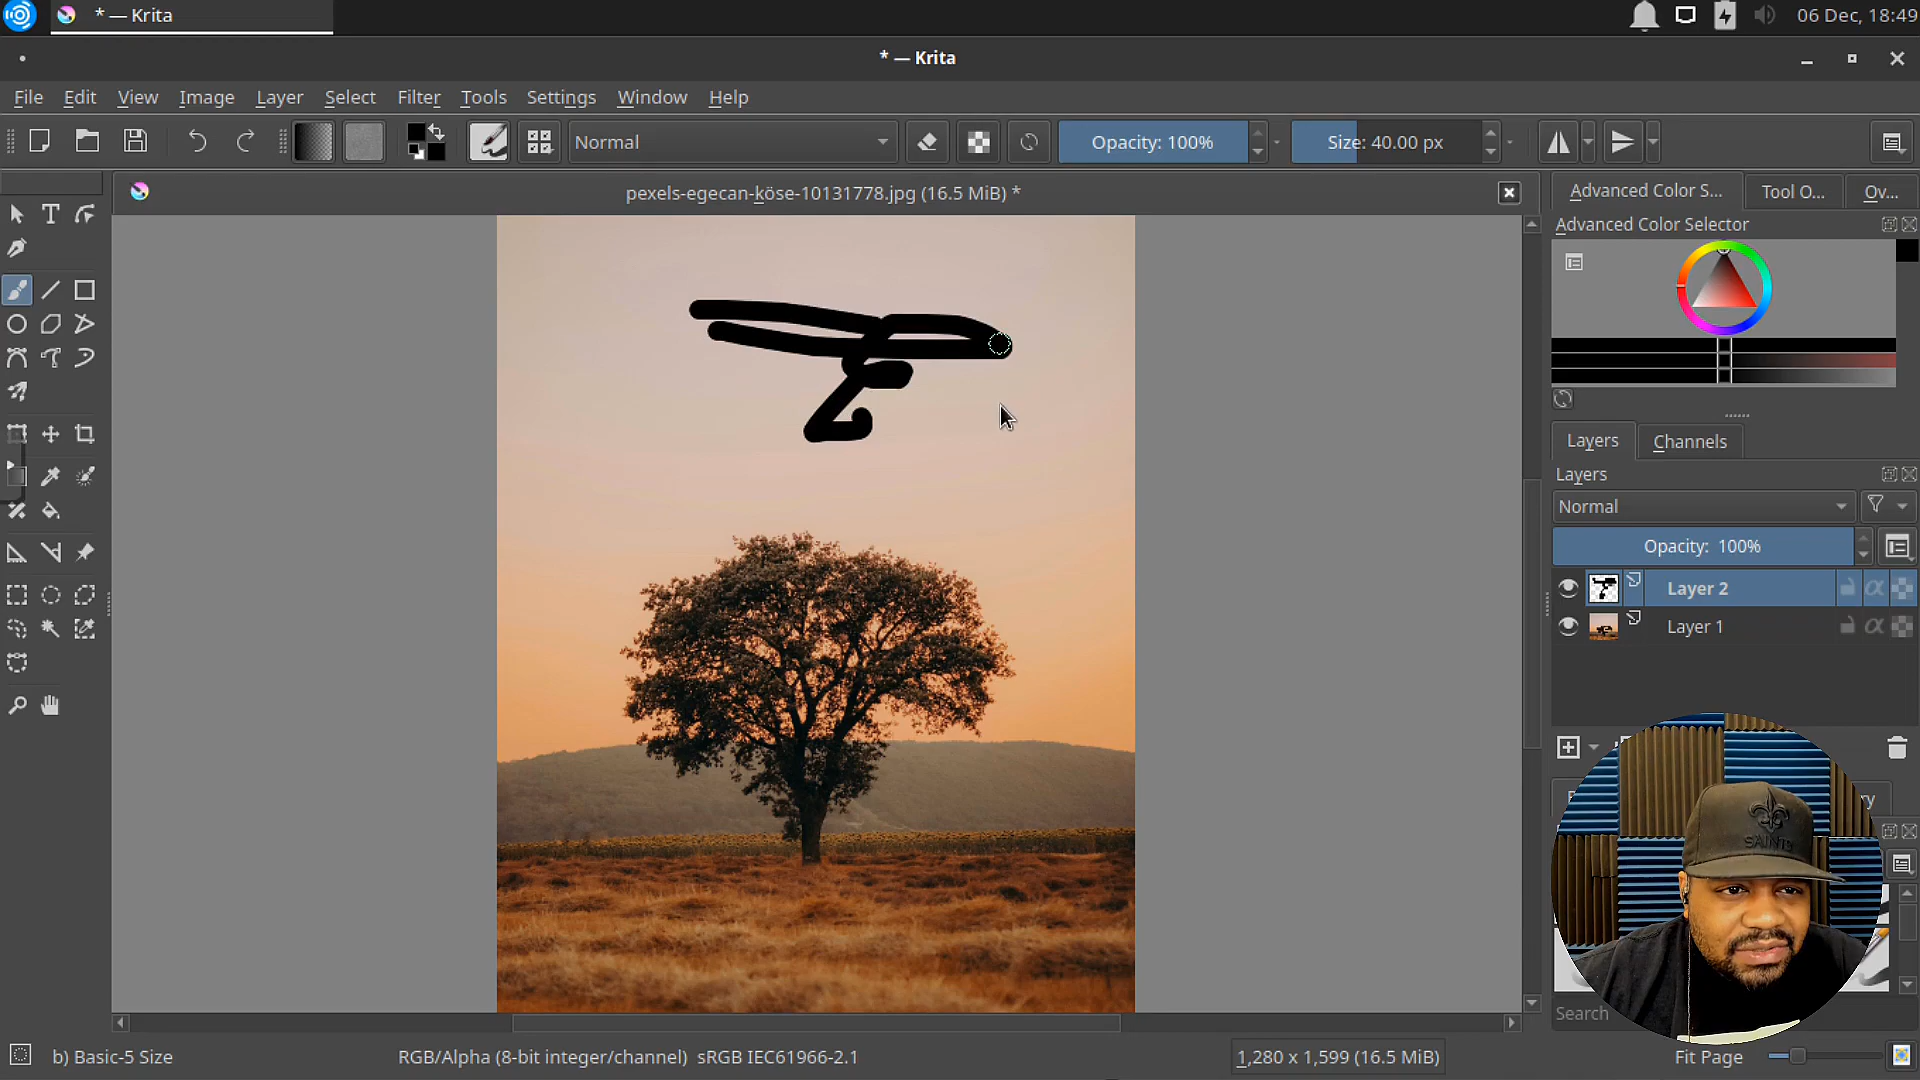 * — Krita
06 Dec, 18:49
* — Krita
File Edit View Image Layer Select Filter Tools Settings Window Help
Normal
Opacity: 100%
Size: 40.00 px
pexels-egecan-köse-10131778.jpg (16.5 MiB) *
Advanced Color S... Tool O... Ov...
Advanced Color Selector
Layers Channels
Layers
Normal
Opacity: 100%
Layer 2
Layer 1
SAINTS
Search
b) Basic-5 Size
RGB/Alpha (8-bit integer/channel) sRGB IEC61966-2.1
1,280 x 1,599 (16.5 MiB)
Fit Page